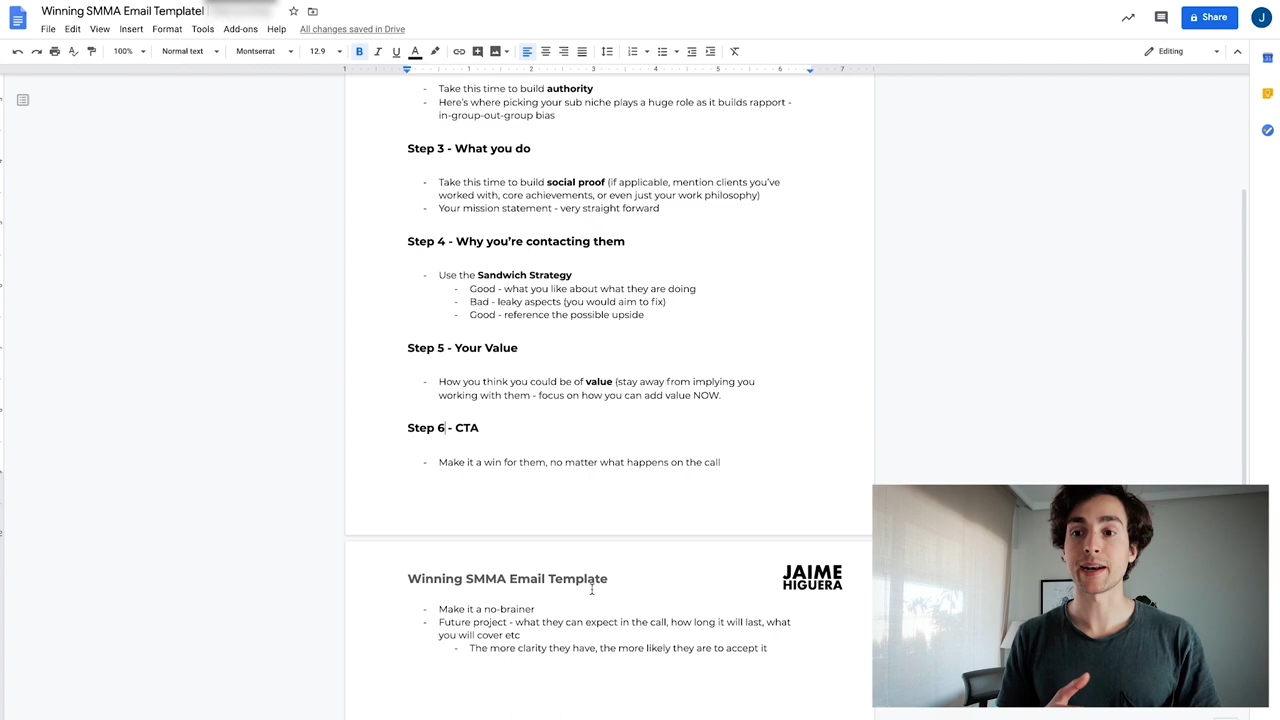 Winning SMMA Email Template
File Edit View Insert Format Tools Add-ons Help All changes saved in Drive
Share
J
100% Normal text Montserrat 12.9 B I U A Editing
1 1 2 3 4 5 6 7
- Take this time to build authority
- Here's where picking your sub niche plays a huge role as it builds rapport -
in-group-out-group bias
Step 3 - What you do
- Take this time to build social proof (if applicable, mention clients you've
worked with, core achievements, or even just your work philosophy)
- Your mission statement - very straight forward
Step 4 - Why you're contacting them
- Use the Sandwich Strategy
- Good - what you like about what they are doing
- Bad - leaky aspects (you would aim to fix)
- Good - reference the possible upside
Step 5 - Your Value
- How you think you could be of value (stay away from implying you
working with them - focus on how you can add value NOW.
Step 6 - CTA
- Make it a win for them, no matter what happens on the call
Winning SMMA Email Template
JAIME
HIGUERA
- Make it a no-brainer
- Future project - what they can expect in the call, how long it will last, what
you will cover etc
- The more clarity they have, the more likely they are to accept it